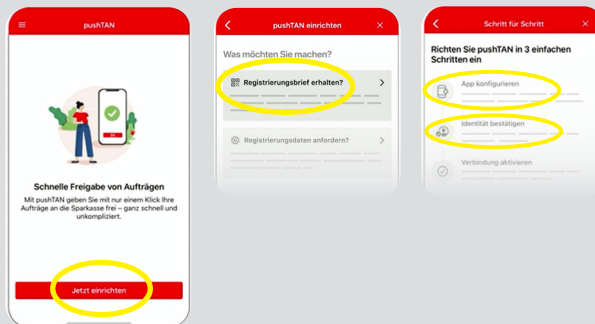 pushTAN
Schnelle Freigabe von Aufträgen
Mit pushTAN geben Sie mit nur einem Klick Ihre
Aufträge an die Sparkasse frei – ganz schnell und
unkompliziert.
Jetzt einrichten
pushTAN einrichten
Was möchten Sie machen?
Registrierungsbrief erhalten?
Registrierungsdaten anfordern?
Schritt für Schritt
Richten Sie pushTAN in 3 einfachen
Schritten ein
App konfigurieren
Identität bestätigen
Verbindung aktivieren